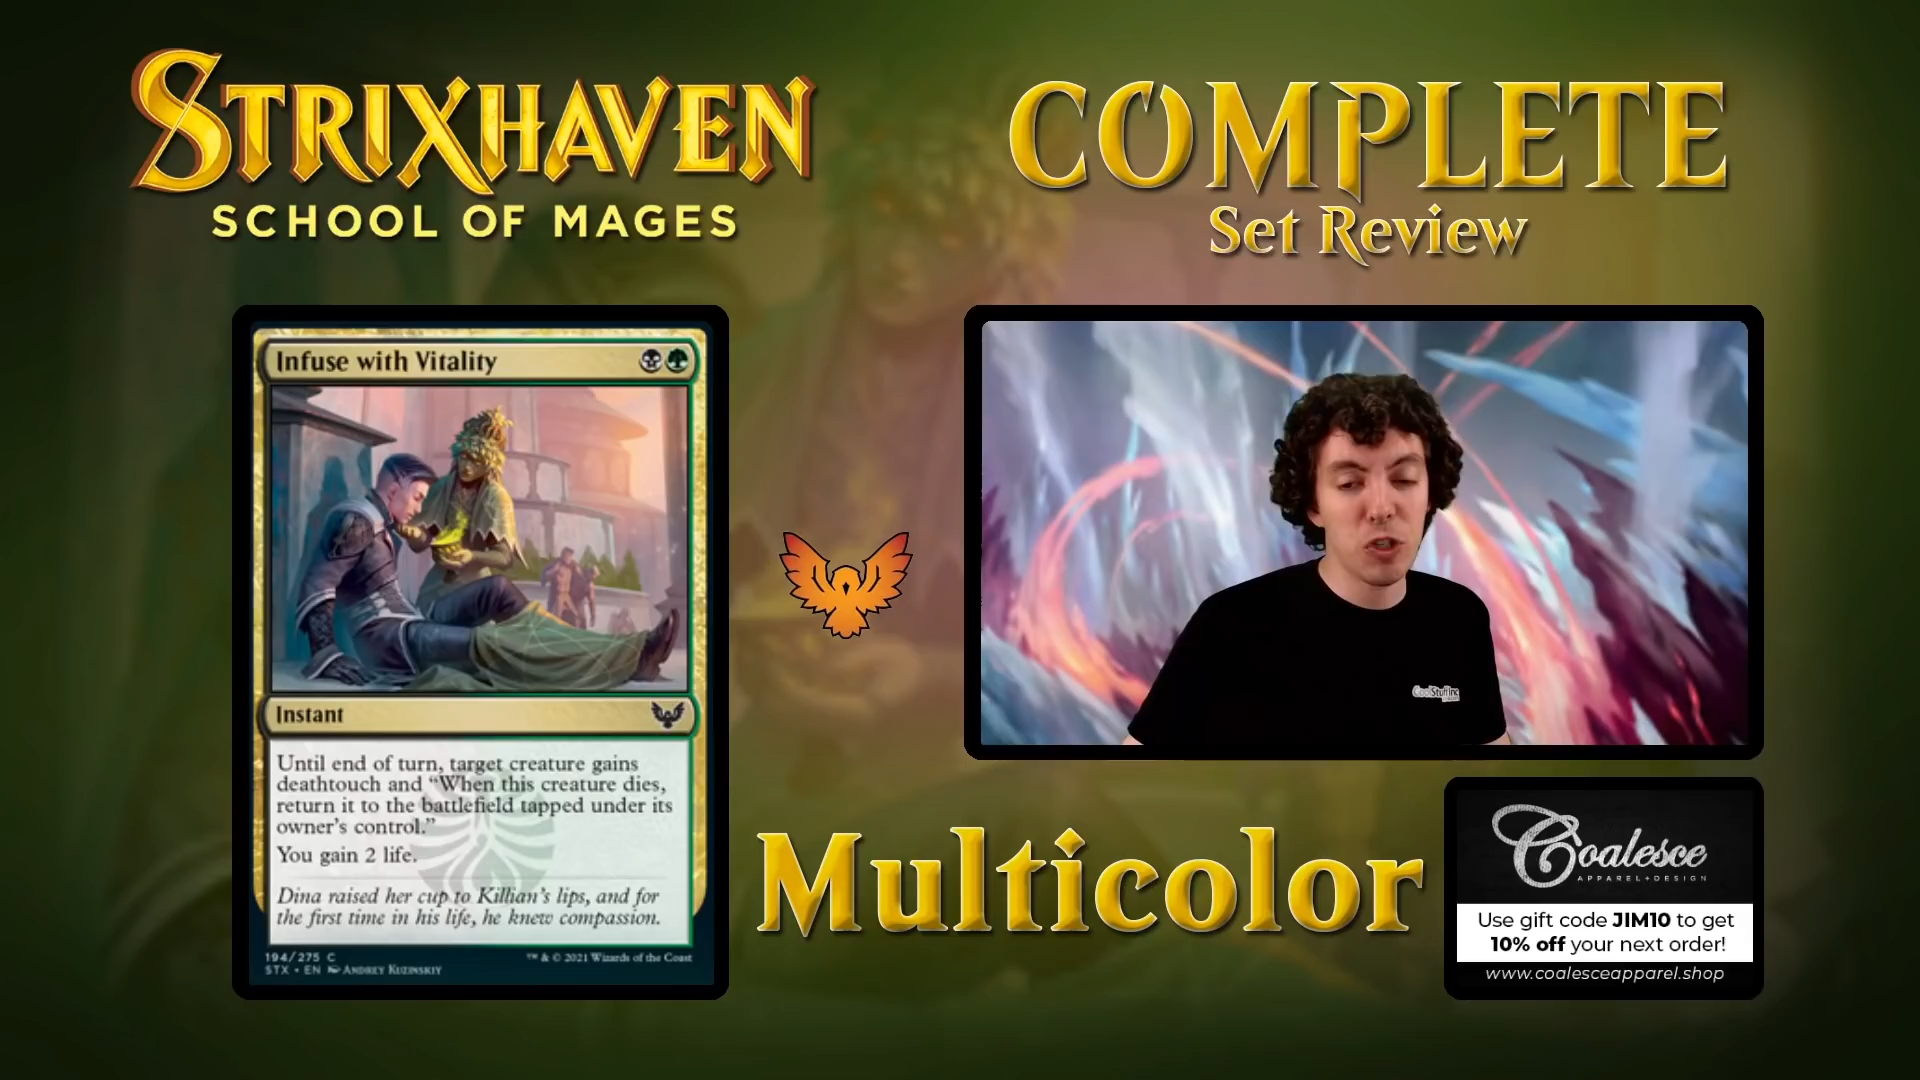 STRIXHAVEN
SCHOOL OF MAGES
COMPLETE
Set Review
Infuse with Vitality
Instant
Until end of turn, target creature gains
deathtouch and “When this creature dies,
return it to the battlefield tapped under its
owner’s control.”
You gain 2 life.
Dina raised her cup to Killian’s lips, and for
the first time in his life, he knew compassion.
194/275 C
STX • EN ANDREY KUZINSKIY
™ & © 2021 Wizards of the Coast
CoolStuffInc
Multicolor
Coalesce
APPAREL+DESIGN
Use gift code JIM10 to get
10% off your next order!
www.coalesceapparel.shop